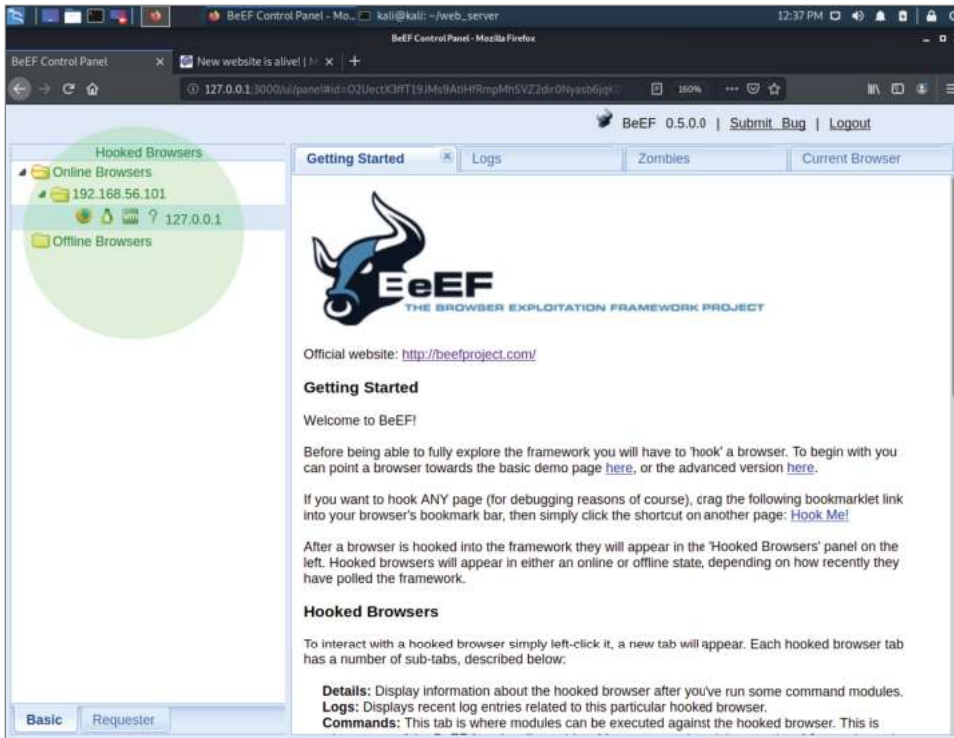 BeEF Control Panel - Mo...
kali@kali: ~/web_server
12:37 PM
BeEF Control Panel - Mozilla Firefox
BeEF Control Panel
New website is alive! | M
127.0.0.1:3000/ui/panel#id=
160%
BeEF 0.5.0.0 | Submit Bug | Logout
Hooked Browsers
Online Browsers
192.168.56.101
? 127.0.0.1
Offline Browsers
Getting Started
Logs
Zombies
Current Browser
BeEF
THE BROWSER EXPLOITATION FRAMEWORK PROJECT
Official website: http://beefproject.com/
Getting Started
Welcome to BeEF!
Before being able to fully explore the framework you will have to 'hook' a browser. To begin with you
can point a browser towards the basic demo page here, or the advanced version here.
If you want to hook ANY page (for debugging reasons of course), drag the following bookmarklet link
into your browser's bookmark bar, then simply click the shortcut on another page: Hook Me!
After a browser is hooked into the framework they will appear in the 'Hooked Browsers' panel on the
left. Hooked browsers will appear in either an online or offline state, depending on how recently they
have polled the framework.
Hooked Browsers
To interact with a hooked browser simply left-click it, a new tab will appear. Each hooked browser tab
has a number of sub-tabs, described below:
Details: Display information about the hooked browser after you've run some command modules.
Logs: Displays recent log entries related to this particular hooked browser.
Commands: This tab is where modules can be executed against the hooked browser. This is
Basic
Requester